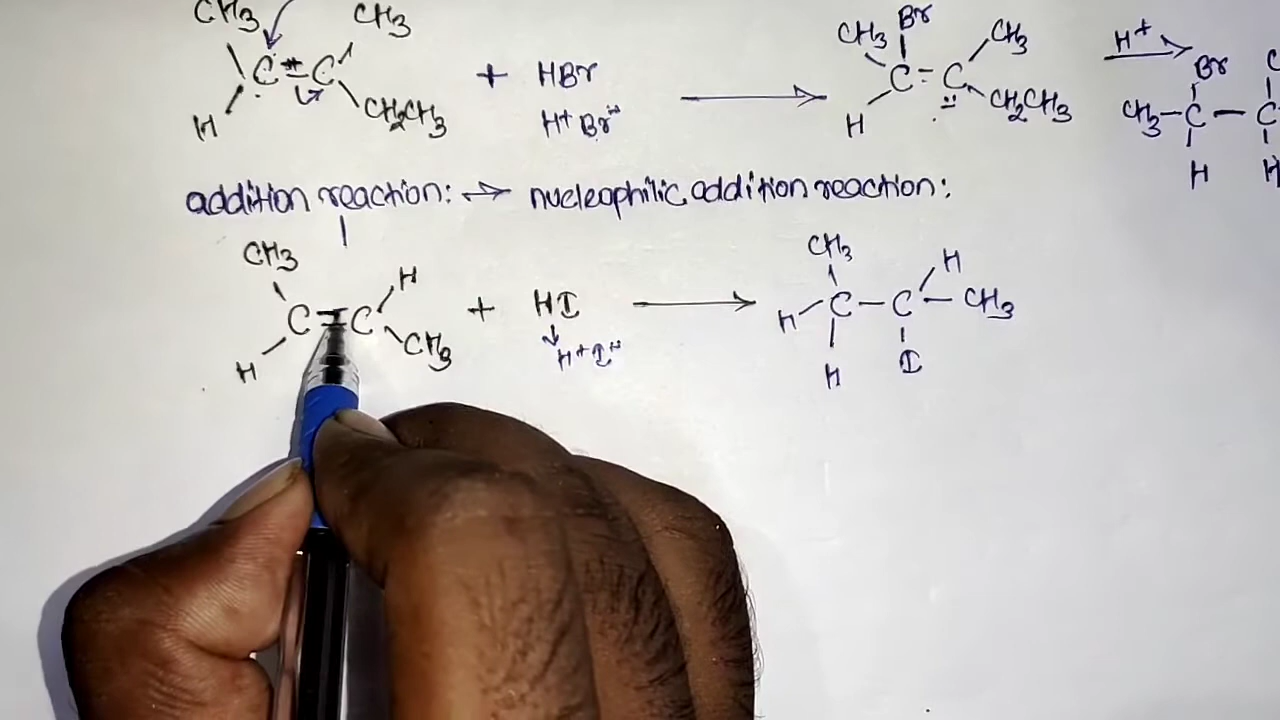 CH3 CH3 Br CH3 CH3 H+
C = C + HBr C - C Br
H CH2CH3 H+ Br- H CH2CH3 CH3-C-C
H H
addition reaction: → nucleophilic addition reaction:
CH3 H CH3 H
C = C + HI H-C-C-CH3
H CH3 H+I- H I